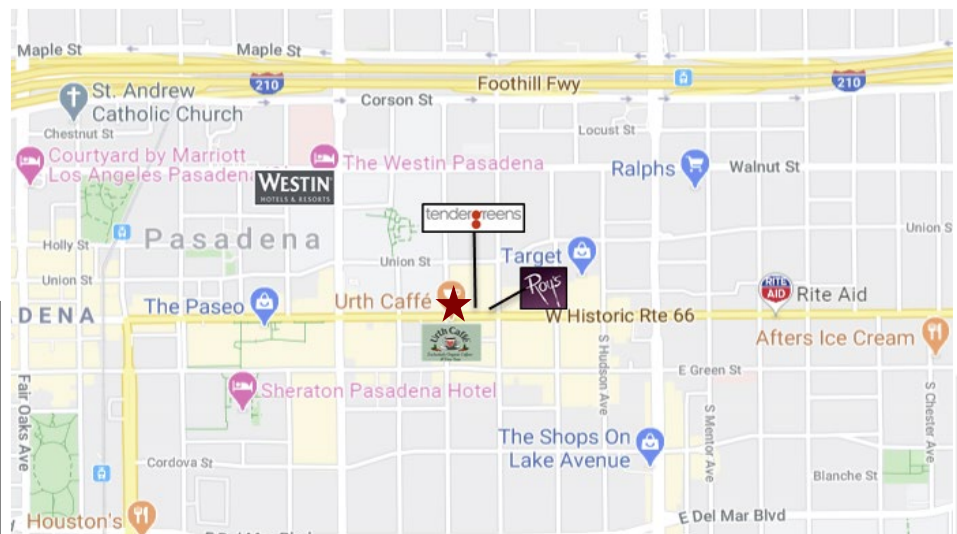 Maple St
Maple St
210
Foothill Fwy
210
St. Andrew
Catholic Church
Corson St
Chestnut St
Locust St
Courtyard by Marriott
Los Angeles Pasadena
The Westin Pasadena
WESTIN
HOTELS & RESORTS
Ralphs
Walnut St
tendergreens
Holly St
Pasadena
Union S
Union St
Target
Union St
Roy's
The Paseo
Urth Caffé
RITE
AID
Rite Aid
DENA
W Historic Rte 66
Urth Caffé
Afters Ice Cream
Fair Oaks Ave
Sheraton Pasadena Hotel
S Hudson Ave
E Green St
S Chester Ave
S Mentor Ave
The Shops On
Lake Avenue
Cordova St
Blanche St
Houston's
E Del Mar Blvd